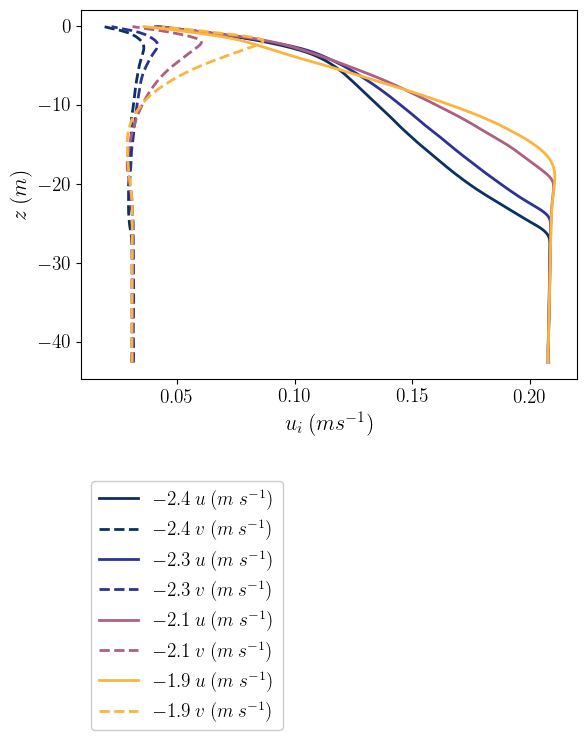 0
−10
−20
−30
−40
z (m)
0.05 0.10 0.15 0.20
u_i (ms^{-1})
−2.4 u (m s^{-1})
−2.4 v (m s^{-1})
−2.3 u (m s^{-1})
−2.3 v (m s^{-1})
−2.1 u (m s^{-1})
−2.1 v (m s^{-1})
−1.9 u (m s^{-1})
−1.9 v (m s^{-1})